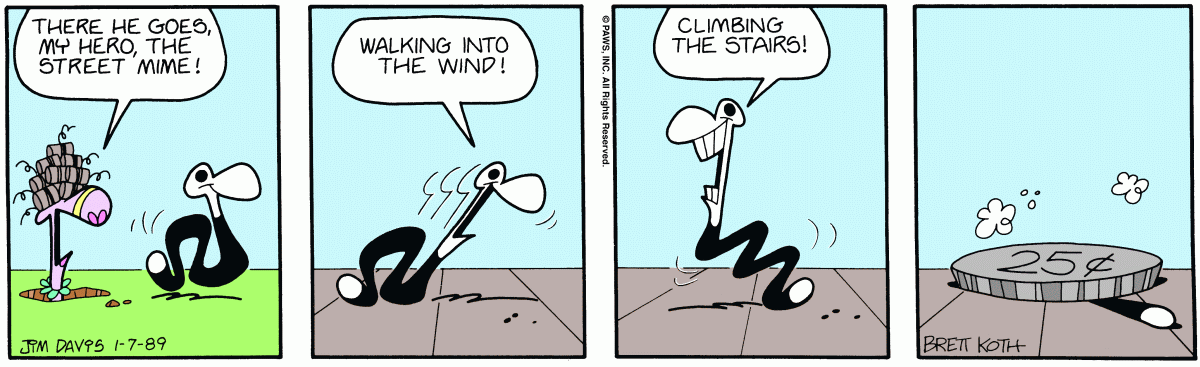 THERE HE GOES,
MY HERO, THE
STREET MIME!
JIM DAVIS 1-7-89
WALKING INTO
THE WIND!
© PAWS, INC. All Rights Reserved.
CLIMBING
THE STAIRS!
25¢
BRETT KOTH